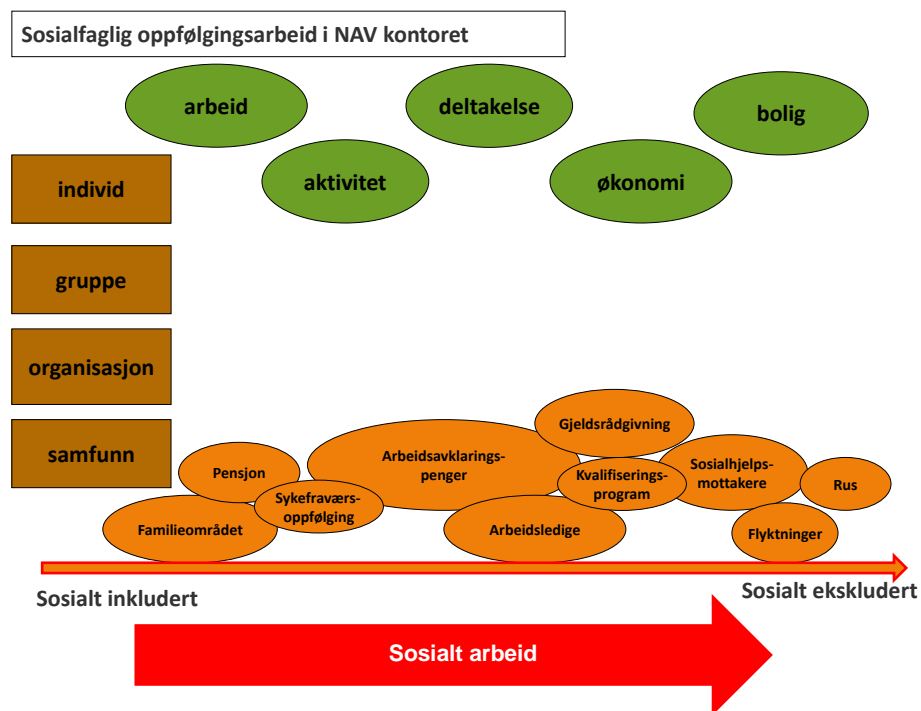 Sosialfaglig oppfølgingsarbeid i NAV kontoret
arbeid
deltakelse
bolig
individ
aktivitet
økonomi
gruppe
organisasjon
samfunn
Gjeldsrådgivning
Arbeidsavklarings-
penger
Pensjon
Kvalifiserings-
program
Sosialhjelps-
mottakere
Rus
Sykefraværs-
oppfølging
Familieområdet
Arbeidsledige
Flyktninger
Sosialt inkludert
Sosialt ekskludert
Sosialt arbeid